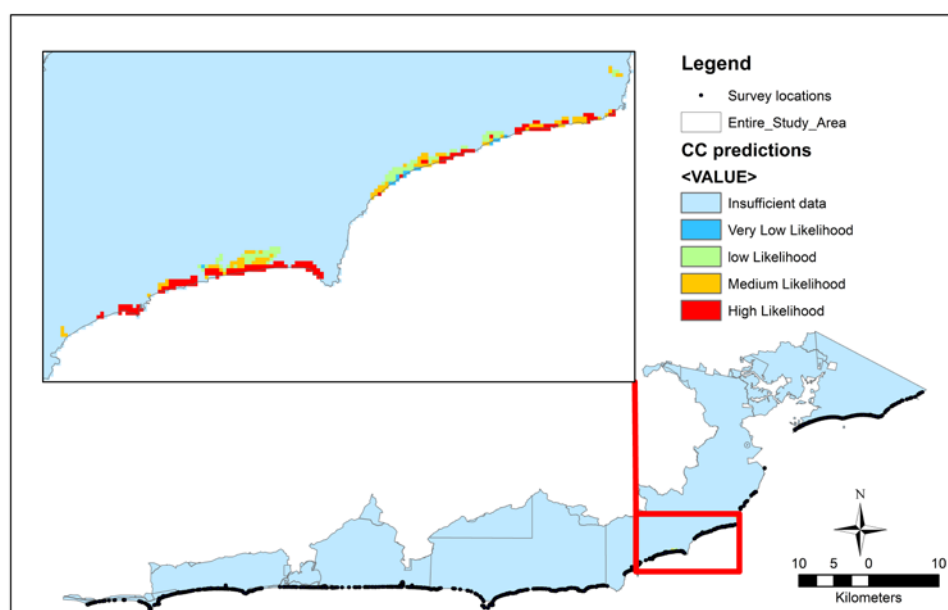 Legend
Survey locations
Entire_Study_Area
CC predictions
<VALUE>
Insufficient data
Very Low Likelihood
low Likelihood
Medium Likelihood
High Likelihood
N
10 5 0 10
Kilometers